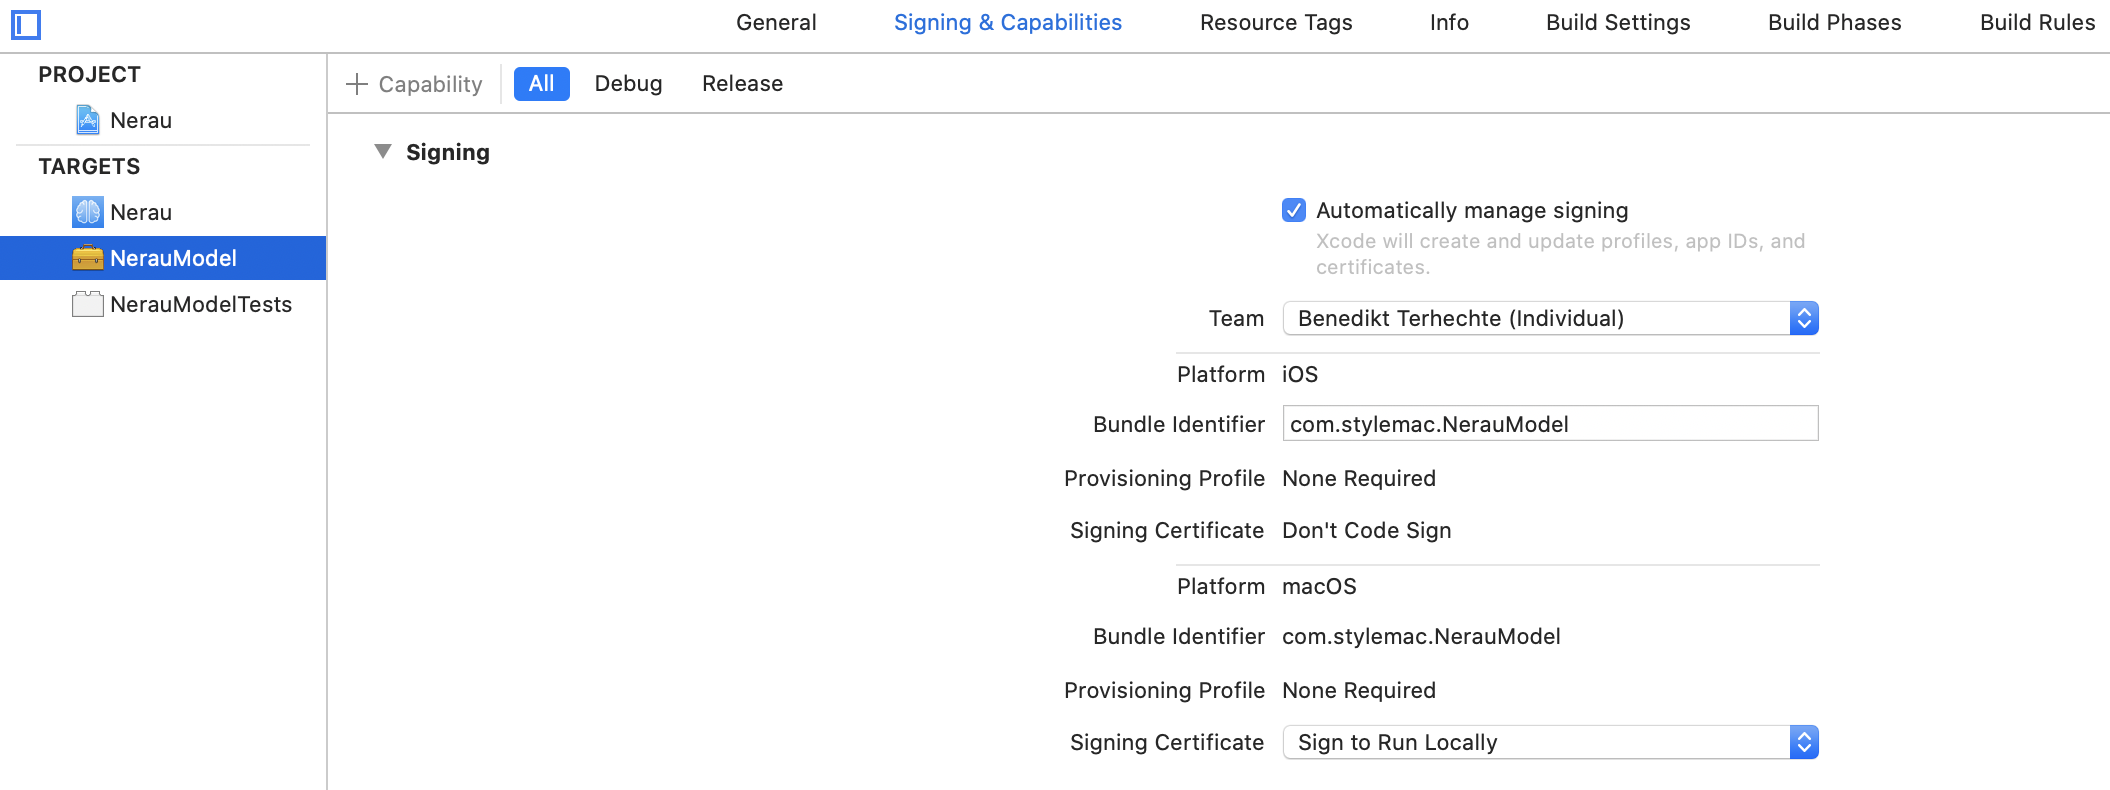 General Signing & Capabilities Resource Tags Info Build Settings Build Phases Build Rules
PROJECT
Nerau
TARGETS
Nerau
NerauModel
NerauModelTests
Capability All Debug Release
Signing
Automatically manage signing
Xcode will create and update profiles, app IDs, and
certificates.
Team Benedikt Terhechte (Individual)
Platform iOS
Bundle Identifier com.stylemac.NerauModel
Provisioning Profile None Required
Signing Certificate Don't Code Sign
Platform macOS
Bundle Identifier com.stylemac.NerauModel
Provisioning Profile None Required
Signing Certificate Sign to Run Locally